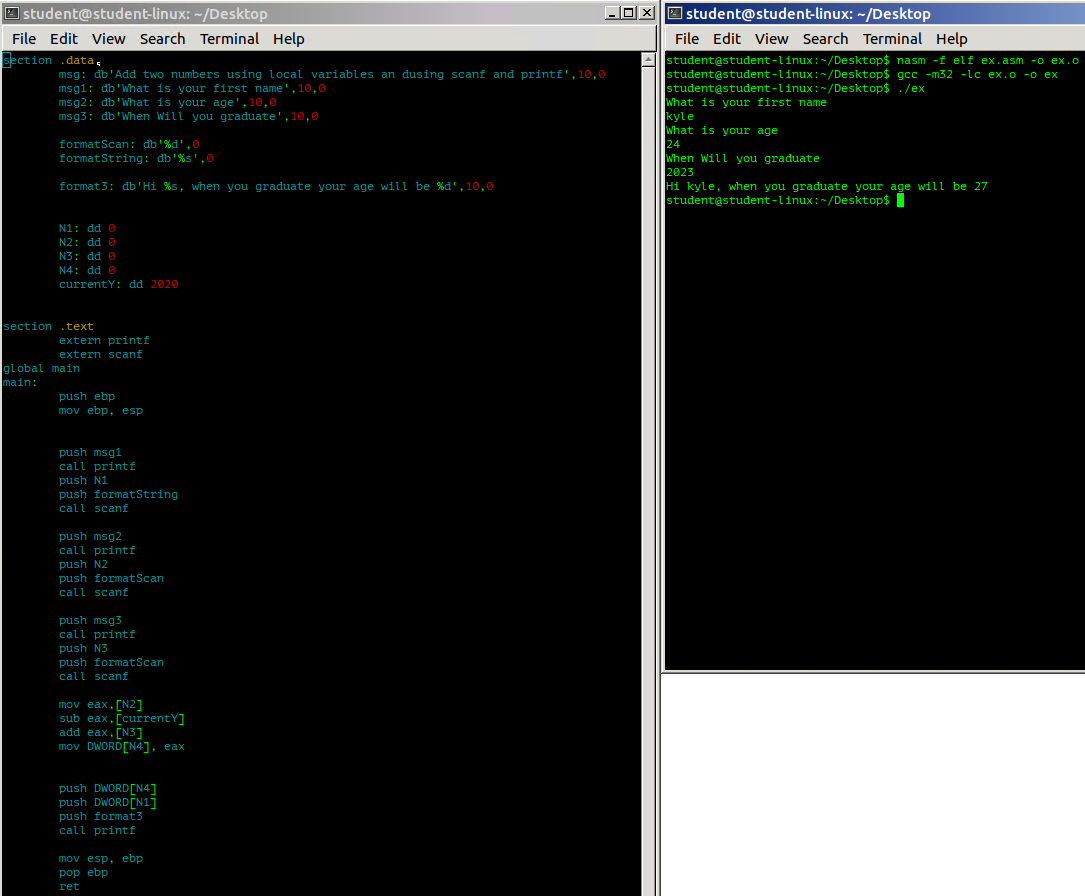 student@student-linux: ~/Desktop
File Edit View Search Terminal Help
section .data
msg: db'Add two numbers using local variables an dusing scanf and printf',10,0
msg1: db'What is your first name',10,0
msg2: db'What is your age',10,0
msg3: db'When Will you graduate',10,0
formatScan: db'%d',0
formatString: db'%s',0
format3: db'Hi %s, when you graduate your age will be %d',10,0
N1: dd 0
N2: dd 0
N3: dd 0
N4: dd 0
currentY: dd 2020
section .text
extern printf
extern scanf
global main
main:
push ebp
mov ebp, esp
push msg1
call printf
push N1
push formatString
call scanf
push msg2
call printf
push N2
push formatScan
call scanf
push msg3
call printf
push N3
push formatScan
call scanf
mov eax,[N2]
sub eax,[currentY]
add eax,[N3]
mov DWORD[N4], eax
push DWORD[N4]
push DWORD[N1]
push format3
call printf
mov esp, ebp
pop ebp
ret
student@student-linux: ~/Desktop
File Edit View Search Terminal Help
student@student-linux:~/Desktop$ nasm -f elf ex.asm -o ex.o
student@student-linux:~/Desktop$ gcc -m32 -lc ex.o -o ex
student@student-linux:~/Desktop$ ./ex
What is your first name
kyle
What is your age
24
When Will you graduate
2023
Hi kyle, when you graduate your age will be 27
student@student-linux:~/Desktop$